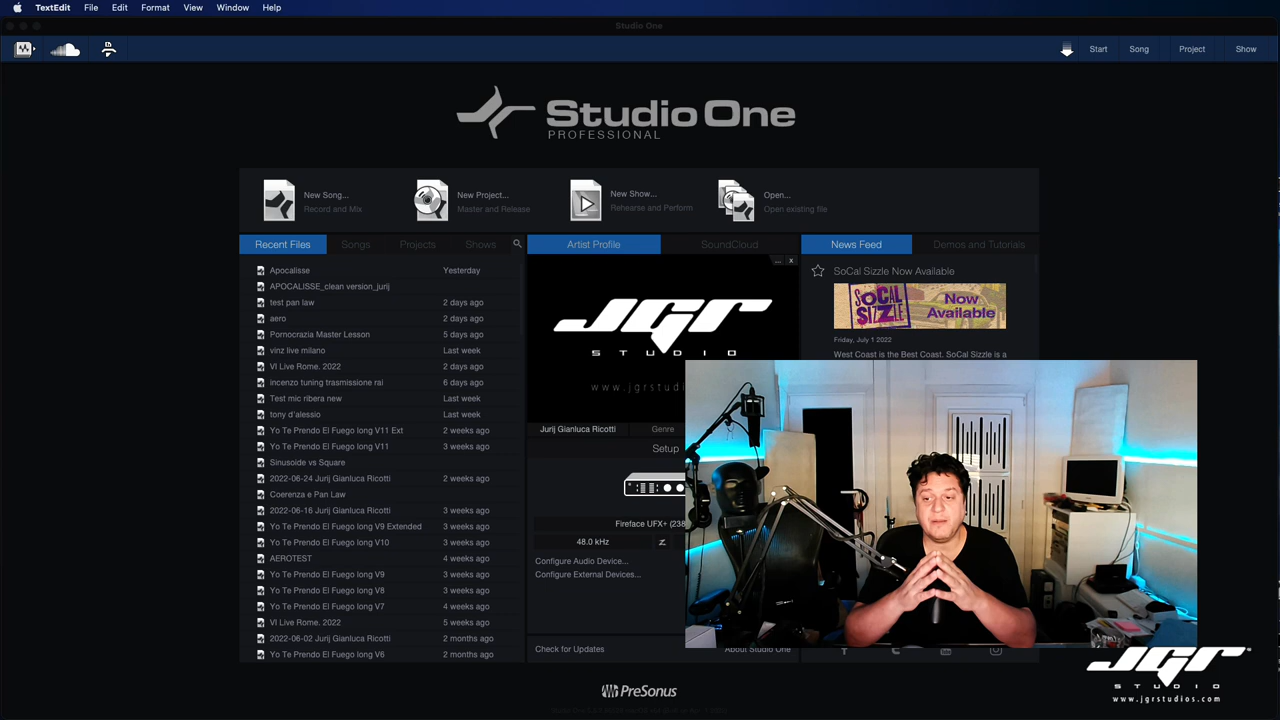 TextEdit File Edit Format View Window Help
Studio One
Start Song Project Show
Studio One
PROFESSIONAL
New Song...
Record and Mix
New Project...
Master and Release
New Show...
Rehearse and Perform
Open...
Open existing file
Recent Files Songs Projects Shows
Artist Profile SoundCloud
News Feed Demos and Tutorials
Apocalisse Yesterday
APOCALISSE_clean version_jurij
test pan law 2 days ago
aero 2 days ago
Pornocrazia Master Lesson 5 days ago
vinz live milano Last week
VI Live Rome. 2022 2 days ago
incenzo tuning trasmissione rai 6 days ago
Test mic ribera new Last week
tony d'alessio Last week
Yo Te Prendo El Fuego long V11 Ext 2 weeks ago
Yo Te Prendo El Fuego long V11 3 weeks ago
Sinusoide vs Square
2022-06-24 Jurij Gianluca Ricotti 2 weeks ago
Coerenza e Pan Law
2022-06-16 Jurij Gianluca Ricotti 3 weeks ago
Yo Te Prendo El Fuego long V9 Extended 3 weeks ago
Yo Te Prendo El Fuego long V10 3 weeks ago
AEROTEST 4 weeks ago
Yo Te Prendo El Fuego long V9 3 weeks ago
Yo Te Prendo El Fuego long V8 3 weeks ago
Yo Te Prendo El Fuego long V7 4 weeks ago
VI Live Rome. 2022 5 weeks ago
2022-06-02 Jurij Gianluca Ricotti 2 months ago
Yo Te Prendo El Fuego long V6 2 months ago
... x
JGR
STUDIO
www.jgrstudi
Jurij Gianluca Ricotti Genre
Setup
Fireface UFX+ (238
48.0 kHz
Configure Audio Device...
Configure External Devices...
Check for Updates About Studio One
SoCal Sizzle Now Available
SOCAL SIZZLE
Now Available
Friday, July 1 2022
West Coast is the Best Coast. SoCal Sizzle is a
PreSonus
JGR
STUDIO
www.jgrstudios.com